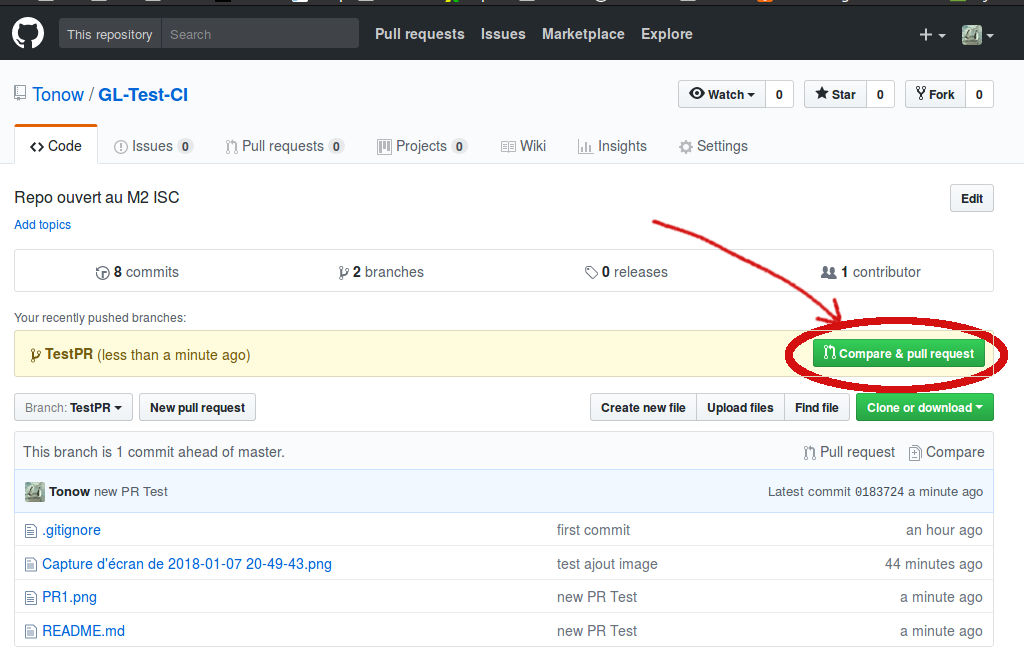 This repository Search Pull requests Issues Marketplace Explore
Tonow / GL-Test-CI Watch 0 Star 0 Fork 0
Code Issues 0 Pull requests 0 Projects 0 Wiki Insights Settings
Repo ouvert au M2 ISC Edit
Add topics
8 commits 2 branches 0 releases 1 contributor
Your recently pushed branches:
TestPR (less than a minute ago) Compare & pull request
Branch: TestPR New pull request Create new file Upload files Find file Clone or download
This branch is 1 commit ahead of master. Pull request Compare
Tonow new PR Test Latest commit 0183724 a minute ago
.gitignore first commit an hour ago
Capture d'écran de 2018-01-07 20-49-43.png test ajout image 44 minutes ago
PR1.png new PR Test a minute ago
README.md new PR Test a minute ago